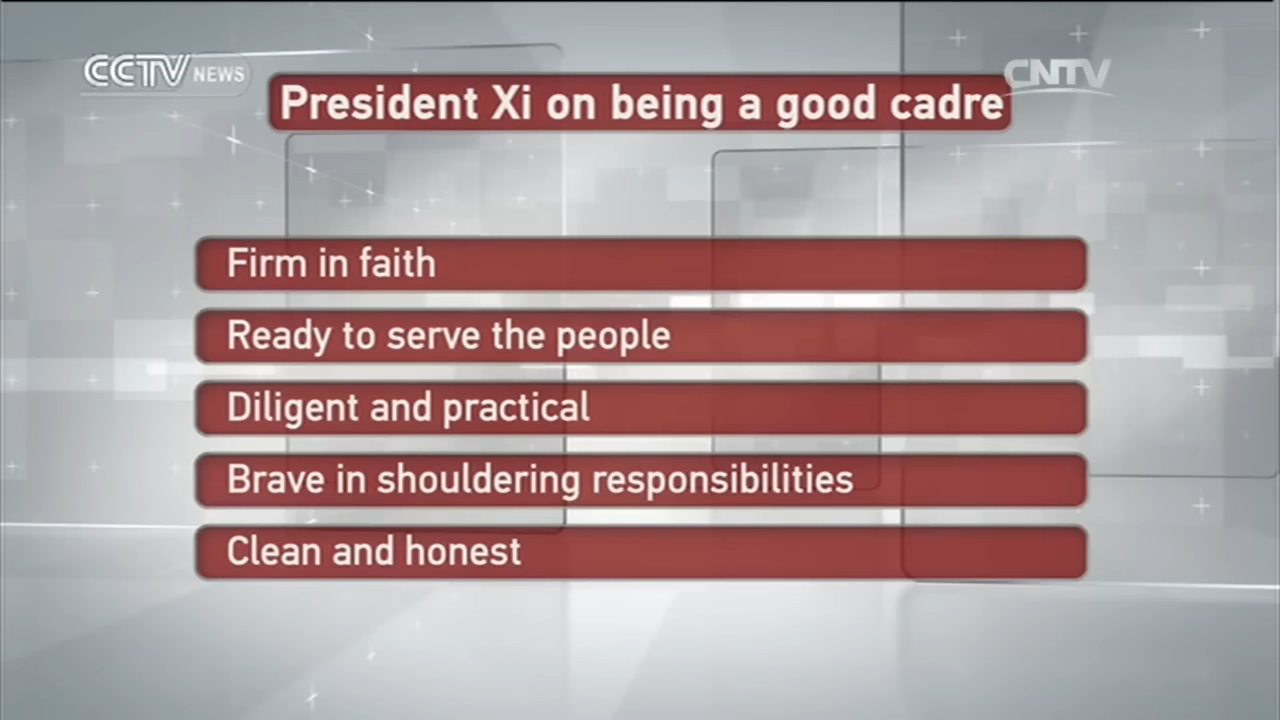 CCTV NEWS
CNTV
President Xi on being a good cadre
Firm in faith
Ready to serve the people
Diligent and practical
Brave in shouldering responsibilities
Clean and honest